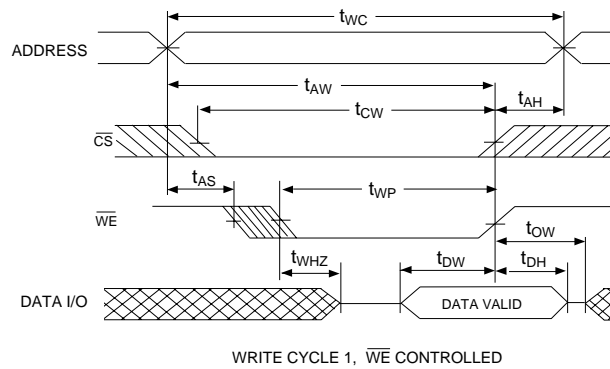 tWC
ADDRESS
tAW
tCW
tAH
CS
tAS
tWP
WE
tOW
tWHZ
tDW
tDH
DATA I/O
DATA VALID
WRITE CYCLE 1, WE CONTROLLED